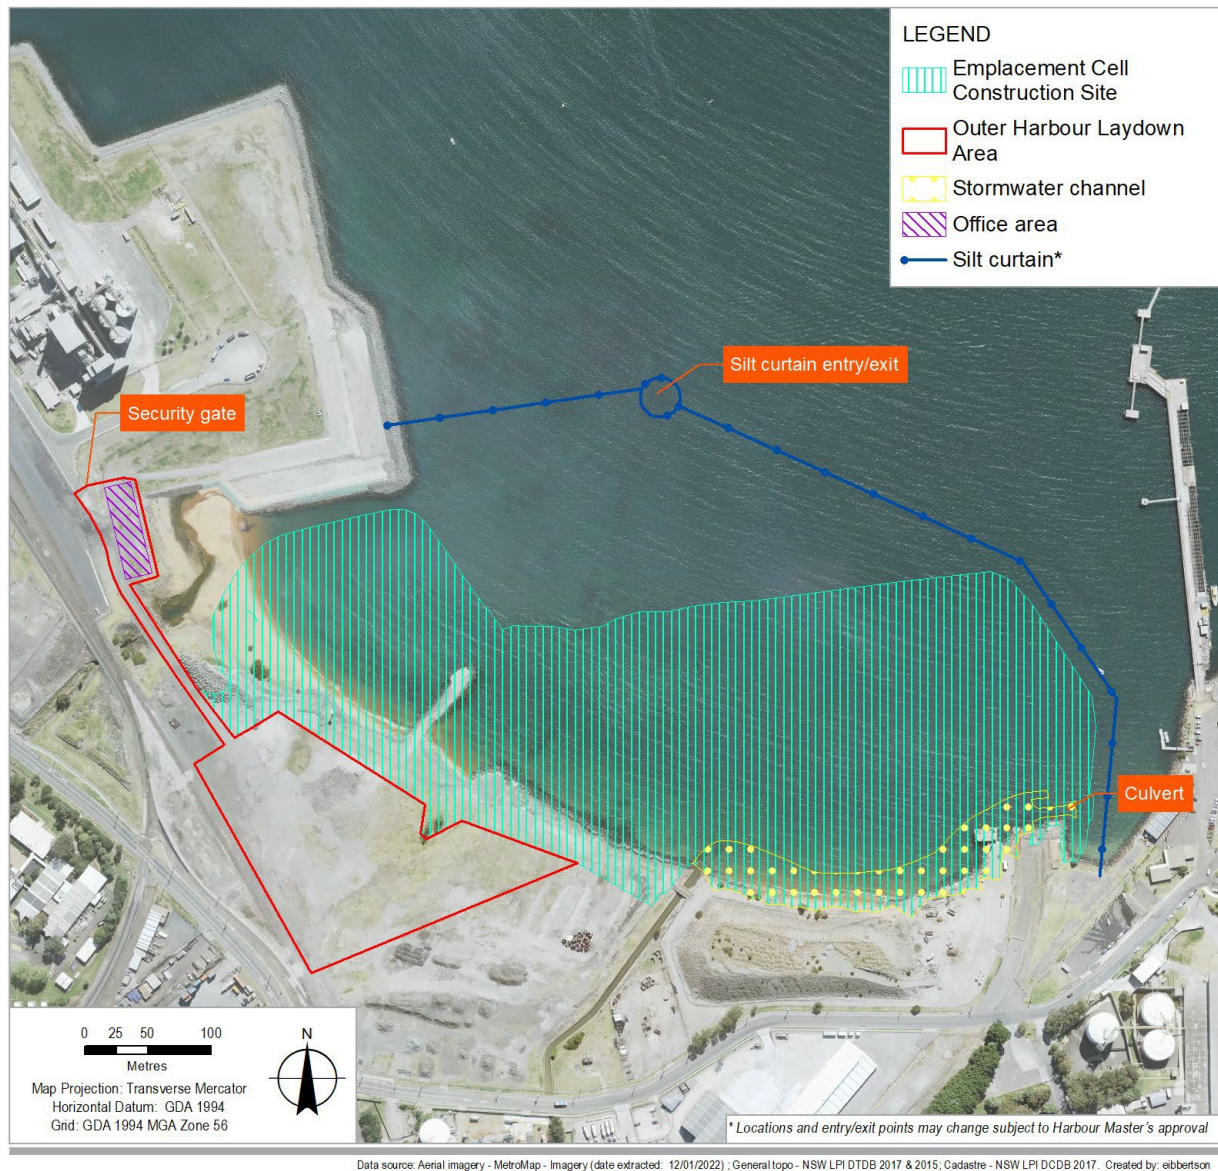 LEGEND
Emplacement Cell
Construction Site
Outer Harbour Laydown
Area
Stormwater channel
Office area
Silt curtain*
Silt curtain entry/exit
Security gate
Culvert
0 25 50 100
Metres
Map Projection: Transverse Mercator
Horizontal Datum: GDA 1994
Grid: GDA 1994 MGA Zone 56
N
* Locations and entry/exit points may change subject to Harbour Master's approval
Data source: Aerial imagery - MetroMap - Imagery (date extracted: 12/01/2022) ; General topo - NSW LPI DTDB 2017 & 2015; Cadastre - NSW LPI DCDB 2017. Created by: eibbertson